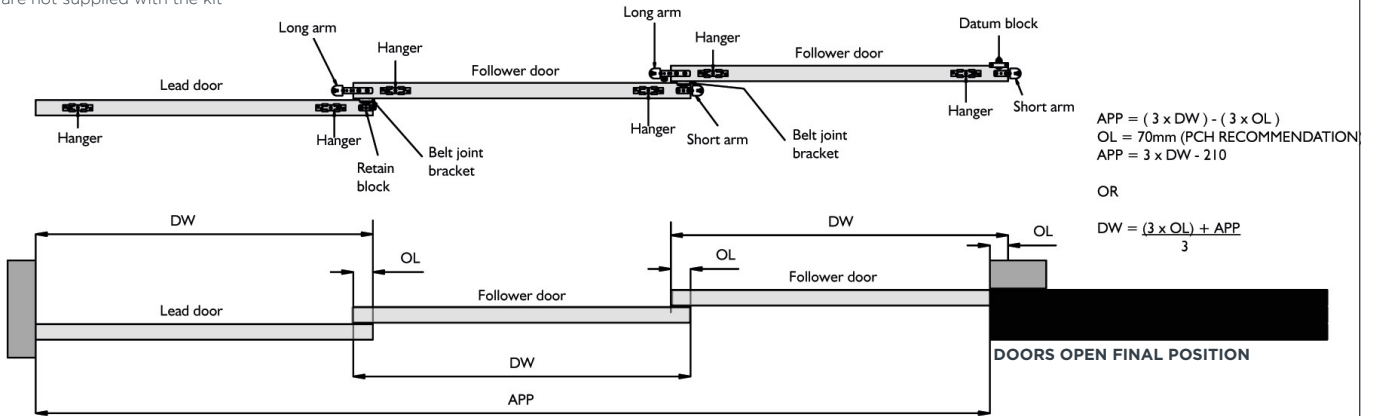 are not supplied with the kit
Long arm
Long arm
Hanger
Datum block
Hanger
Follower door
Follower door
Lead door
Hanger
Hanger
Retain
block
Belt joint
bracket
Hanger
Short arm
Belt joint
bracket
Hanger
Short arm
APP = ( 3 x DW ) - ( 3 x OL )
OL = 70mm (PCH RECOMMENDATION)
APP = 3 x DW - 210
OR
DW = (3 x OL) + APP
3
DW
DW
OL
OL
OL
Follower door
Follower door
Lead door
DW
APP
DOORS OPEN FINAL POSITION